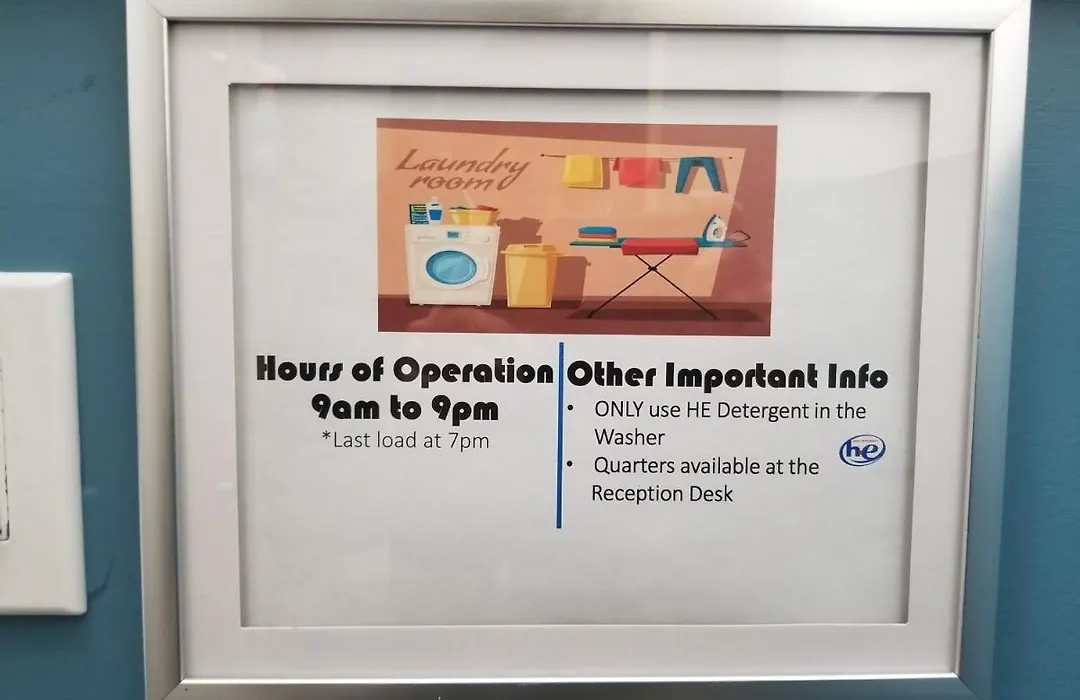 Laundry
room
Hours of Operation
9am to 9pm
*Last load at 7pm
Other Important Info
• ONLY use HE Detergent in the
Washer
• Quarters available at the
Reception Desk
he